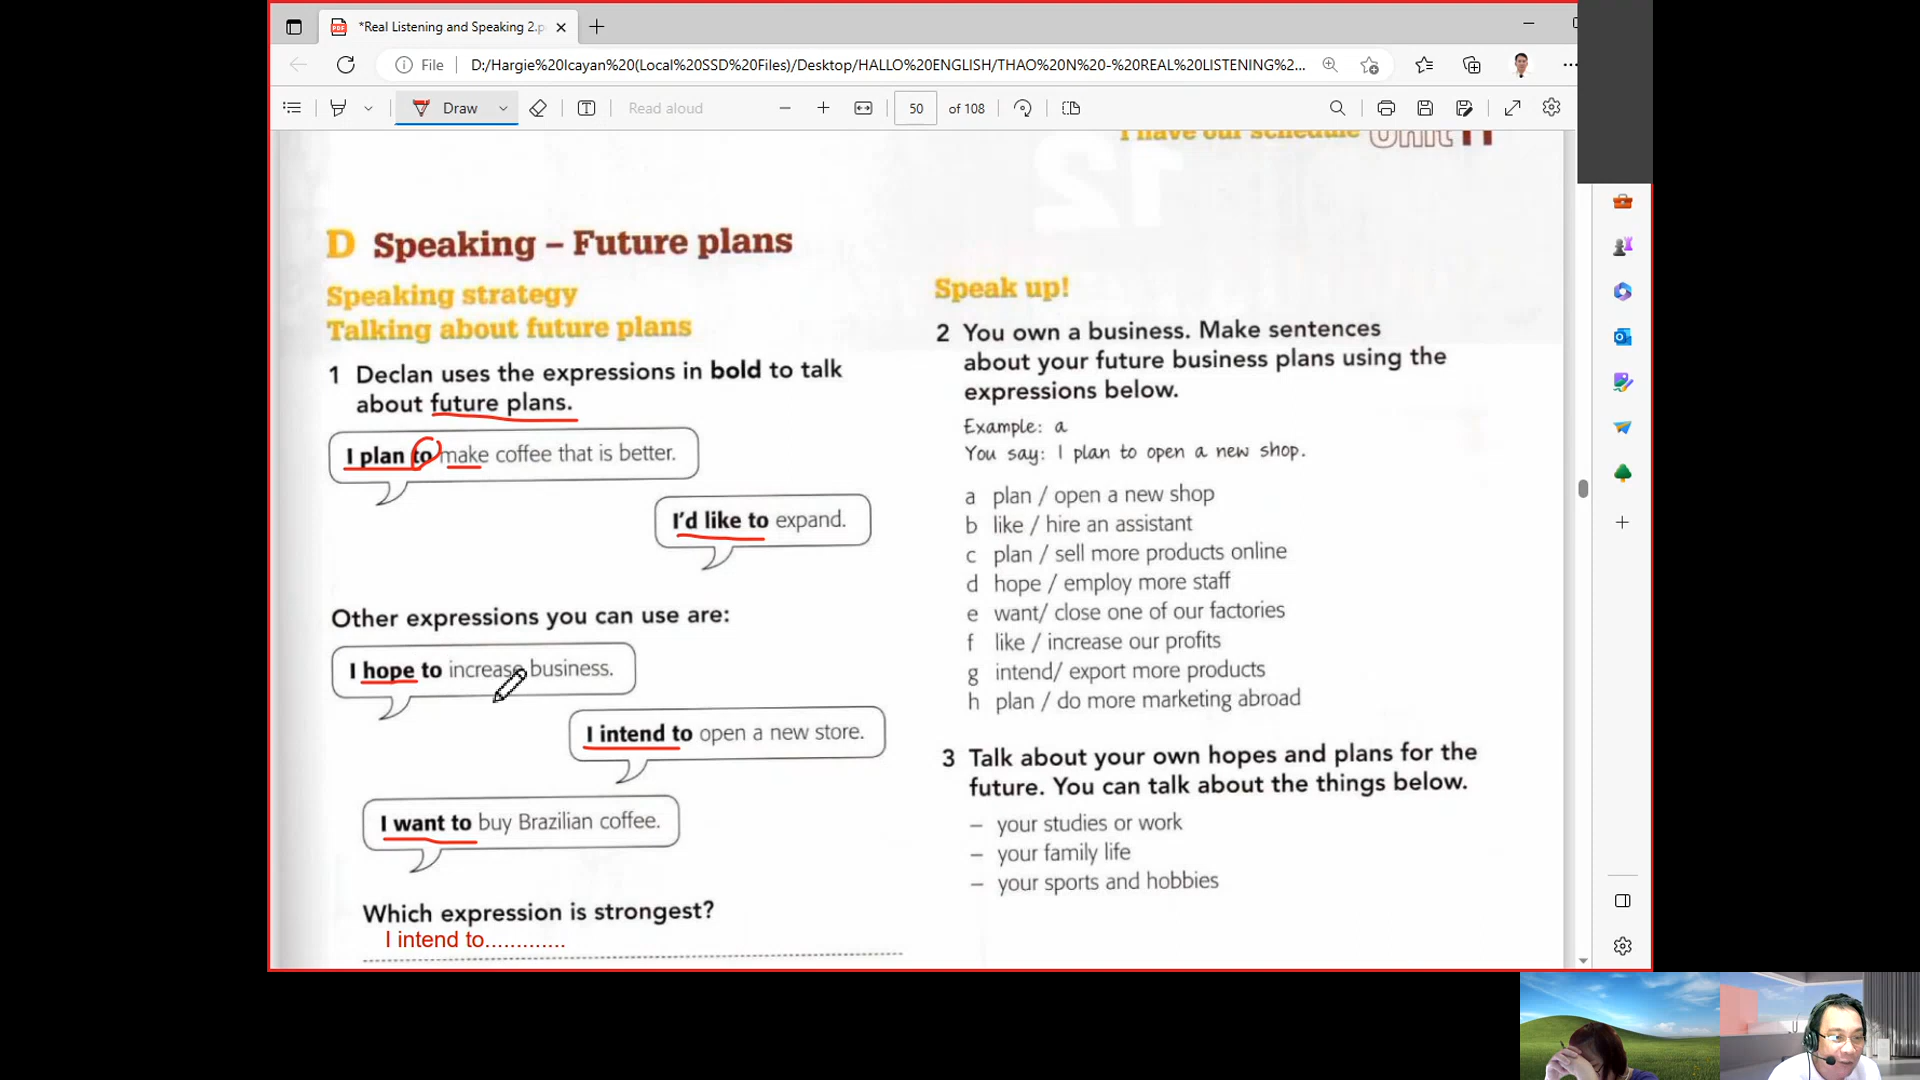 *Real Listening and Speaking 2.p
File
D:/Hargie%20Icayan%20(Local%20SSD%20Files)/Desktop/HALLO%20ENGLISH/THAO%20N%20-%20REAL%20LISTENING%2...
Draw
Read aloud
50
of 108
I have our schedule Unit 11
D Speaking – Future plans
Speaking strategy
Talking about future plans
1 Declan uses the expressions in bold to talk
about future plans.
I plan to make coffee that is better.
I'd like to expand.
Other expressions you can use are:
I hope to increase business.
I intend to open a new store.
I want to buy Brazilian coffee.
Which expression is strongest?
I intend to.............
Speak up!
2 You own a business. Make sentences
about your future business plans using the
expressions below.
Example: a
You say: I plan to open a new shop.
a plan / open a new shop
b like / hire an assistant
c plan / sell more products online
d hope / employ more staff
e want/ close one of our factories
f like / increase our profits
g intend/ export more products
h plan / do more marketing abroad
3 Talk about your own hopes and plans for the
future. You can talk about the things below.
– your studies or work
– your family life
– your sports and hobbies